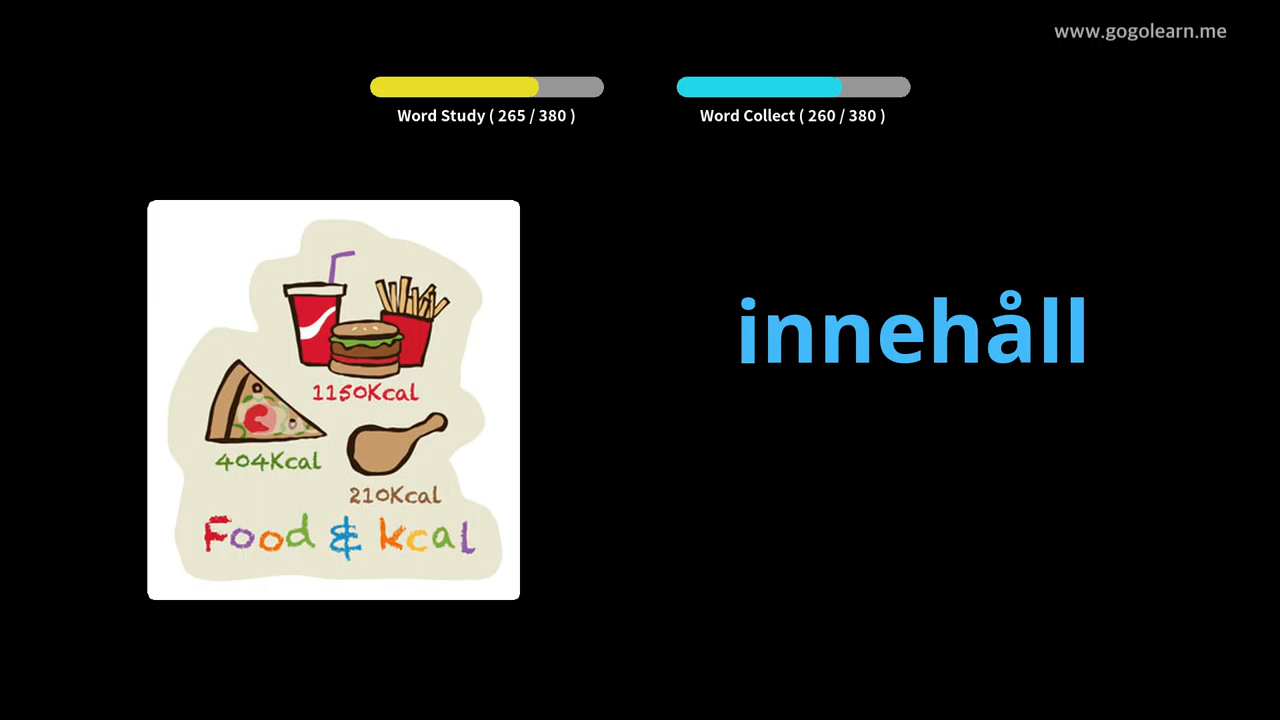 www.gogolearn.me
Word Study ( 265 / 380 )
Word Collect ( 260 / 380 )
innehåll
1150Kcal
404Kcal
210Kcal
Food & kcal